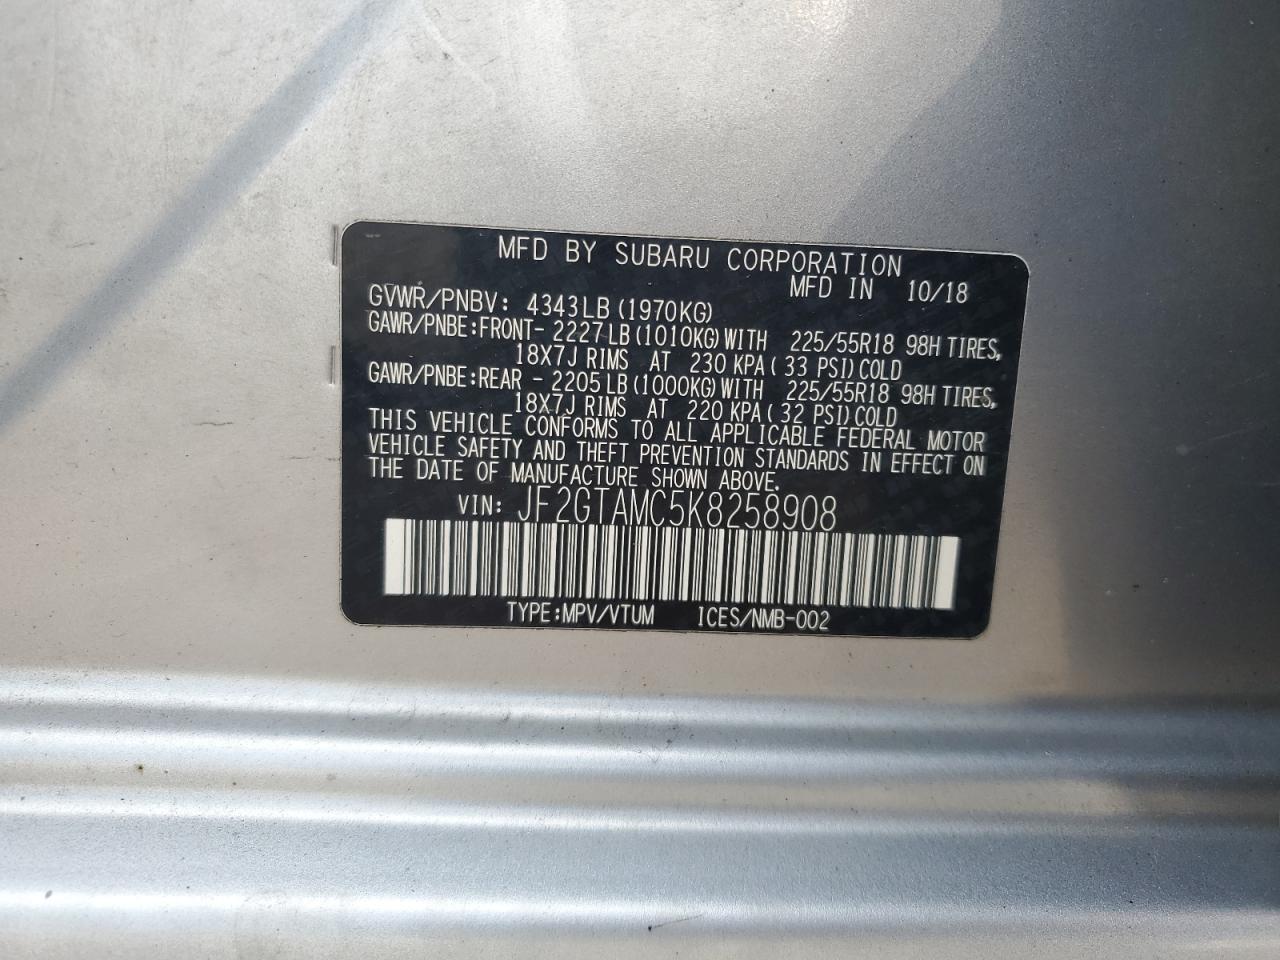 MFD BY SUBARU CORPORATION
MFD IN 10/18
GVWR/PNBV: 4343LB (1970KG)
GAWR/PNBE:FRONT- 2227LB (1010KG) WITH 225/55R18 98H TIRES,
18X7J RIMS AT 230 KPA( 33 PSI)COLD
GAWR/PNBE:REAR - 2205LB (1000KG) WITH 225/55R18 98H TIRES,
18X7J RIMS AT 220 KPA( 32 PSI)COLD
THIS VEHICLE CONFORMS TO ALL APPLICABLE FEDERAL MOTOR
VEHICLE SAFETY AND THEFT PREVENTION STANDARDS IN EFFECT ON
THE DATE OF MANUFACTURE SHOWN ABOVE.
VIN: JF2GTAMC5K8258908
TYPE:MPV/VTUM ICES/NMB-002